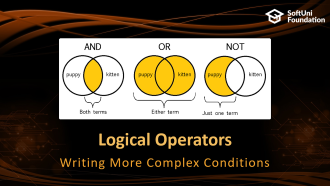 SoftUni
Foundation
AND
OR
NOT
puppy
kitten
puppy
kitten
puppy
kitten
Both terms
Either term
Just one term
Logical Operators
Writing More Complex Conditions